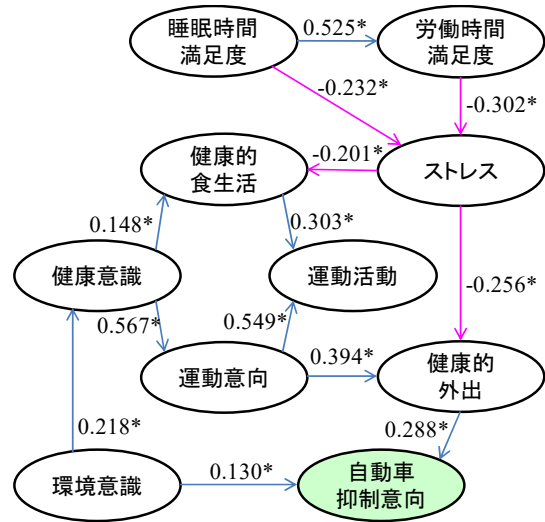 睡眠時間
満足度
0.525*
労働時間
満足度
-0.232*
-0.302*
健康的
食生活
-0.201*
ストレス
0.148*
0.303*
健康意識
運動活動
0.567*
0.549*
-0.256*
運動意向
0.394*
健康的
外出
0.218*
0.288*
環境意識
0.130*
自動車
抑制意向